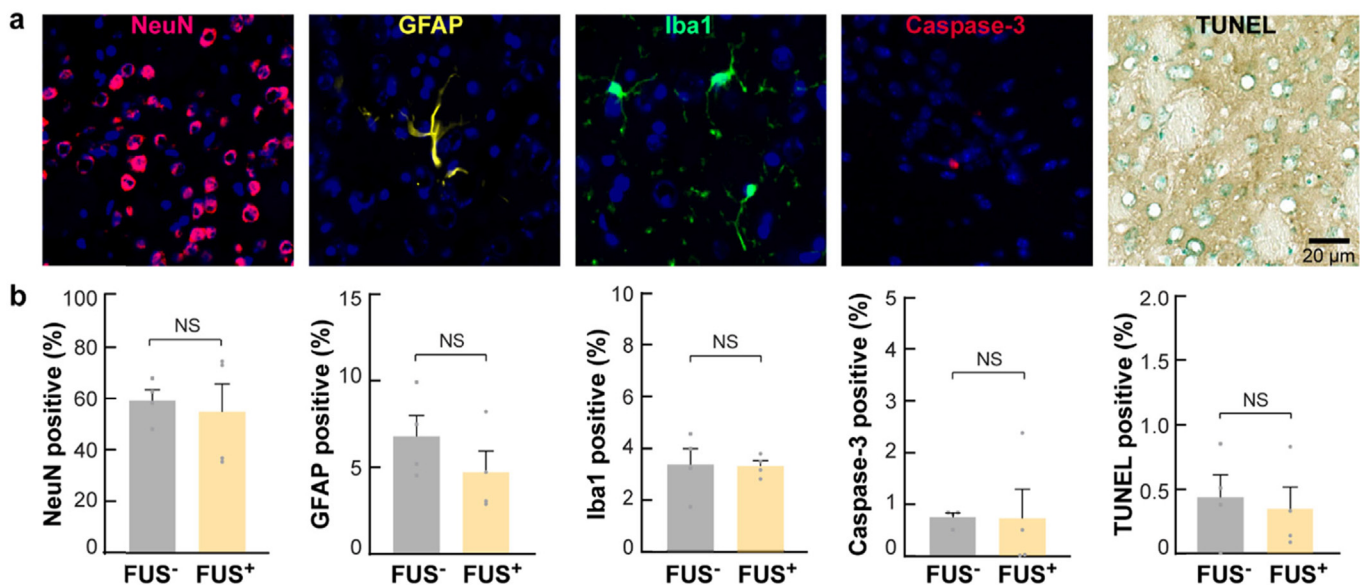 a
NeuN
GFAP
Iba1
Caspase-3
TUNEL
20 µm
b
NeuN positive (%)
100
80
60
40
20
0
NS
FUS⁻ FUS⁺
GFAP positive (%)
15
10
5
0
NS
FUS⁻ FUS⁺
Iba1 positive (%)
10
8
6
4
2
0
NS
FUS⁻ FUS⁺
Caspase-3 positive (%)
5
4
3
2
1
0
NS
FUS⁻ FUS⁺
TUNEL positive (%)
2.0
1.5
1.0
0.5
0
NS
FUS⁻ FUS⁺